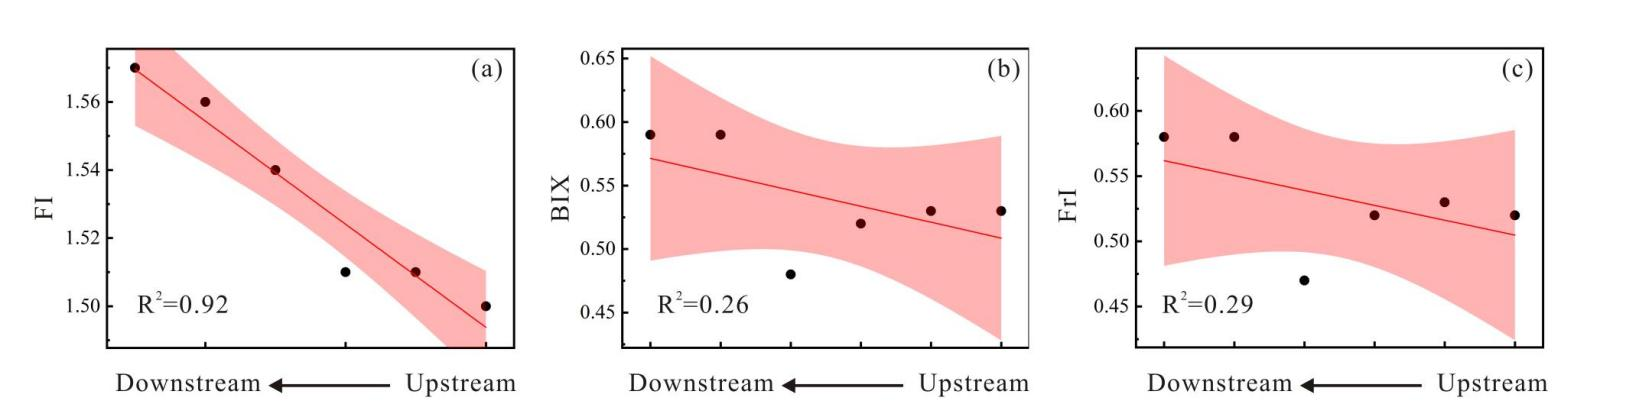 (a)
FI
1.56
1.54
1.52
1.50
R²=0.92
Downstream Upstream
(b)
BIX
0.65
0.60
0.55
0.50
0.45
R²=0.26
Downstream Upstream
(c)
FrI
0.60
0.55
0.50
0.45
R²=0.29
Downstream Upstream